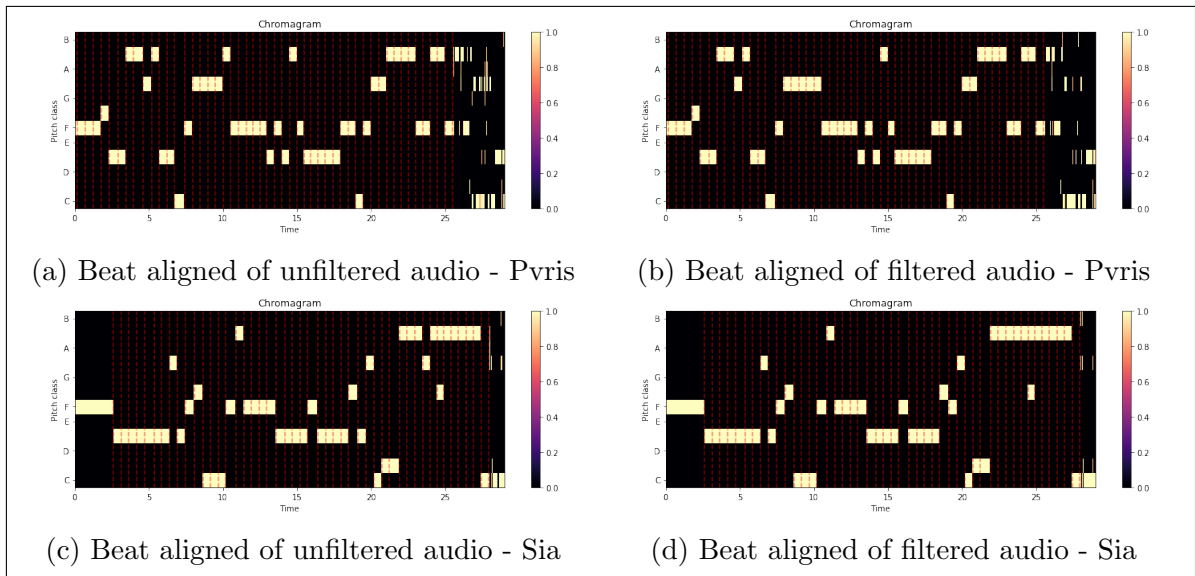 Chromagram
Chromagram
Pitch class
B
A
G
F
E
D
C
0 5 10 15 20 25
Time
1.0
0.8
0.6
0.4
0.2
0.0
Pitch class
B
A
G
F
E
D
C
0 5 10 15 20 25
Time
1.0
0.8
0.6
0.4
0.2
0.0
(a) Beat aligned of unfiltered audio - Pvris
(b) Beat aligned of filtered audio - Pvris
Chromagram
Chromagram
Pitch class
B
A
G
F
E
D
C
0 5 10 15 20 25
Time
1.0
0.8
0.6
0.4
0.2
0.0
Pitch class
B
A
G
F
E
D
C
0 5 10 15 20 25
Time
1.0
0.8
0.6
0.4
0.2
0.0
(c) Beat aligned of unfiltered audio - Sia
(d) Beat aligned of filtered audio - Sia